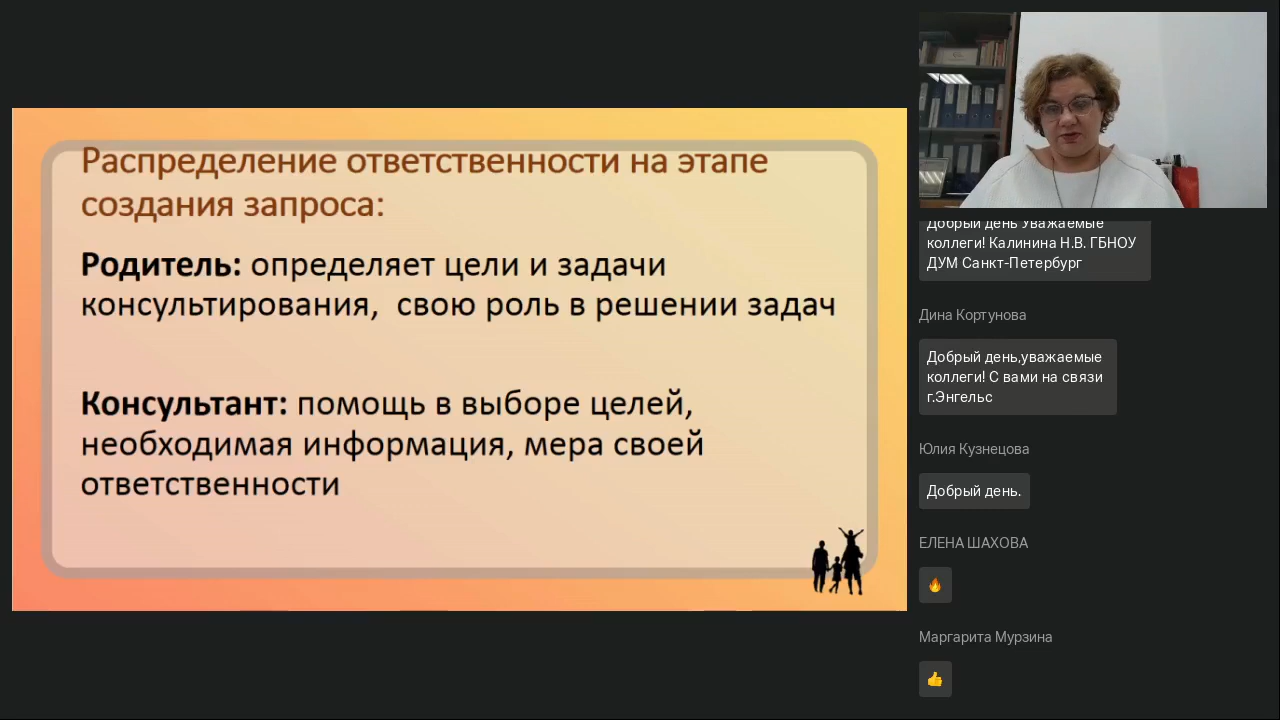 Распределение ответственности на этапе
создания запроса:
Родитель: определяет цели и задачи
консультирования,  свою роль в решении задач
Консультант: помощь в выборе целей,
необходимая информация, мера своей
ответственности
Добрый день Уважаемые
коллеги! Калинина Н.В. ГБНОУ
ДУМ Санкт-Петербург
Дина Кортунова
Добрый день,уважаемые
коллеги! С вами на связи
г.Энгельс
Юлия Кузнецова
Добрый день.
ЕЛЕНА ШАХОВА
🔥
Маргарита Мурзина
👍